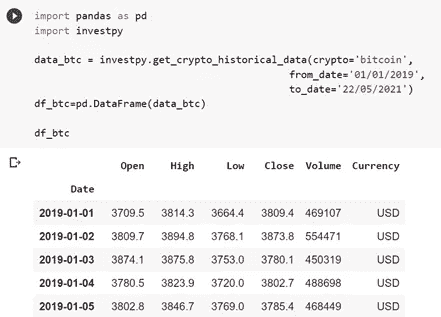 import pandas as pd
import investpy
data_btc = investpy.get_crypto_historical_data(crypto='bitcoin',
from_date='01/01/2019',
to_date='22/05/2021')
df_btc=pd.DataFrame(data_btc)
df_btc
Open High Low Close Volume Currency
Date
2019-01-01 3709.5 3814.3 3664.4 3809.4 469107 USD
2019-01-02 3809.7 3894.8 3768.1 3873.8 554471 USD
2019-01-03 3874.1 3875.8 3753.0 3780.1 450319 USD
2019-01-04 3780.5 3823.9 3720.0 3802.7 488698 USD
2019-01-05 3802.8 3846.7 3769.0 3785.4 468449 USD